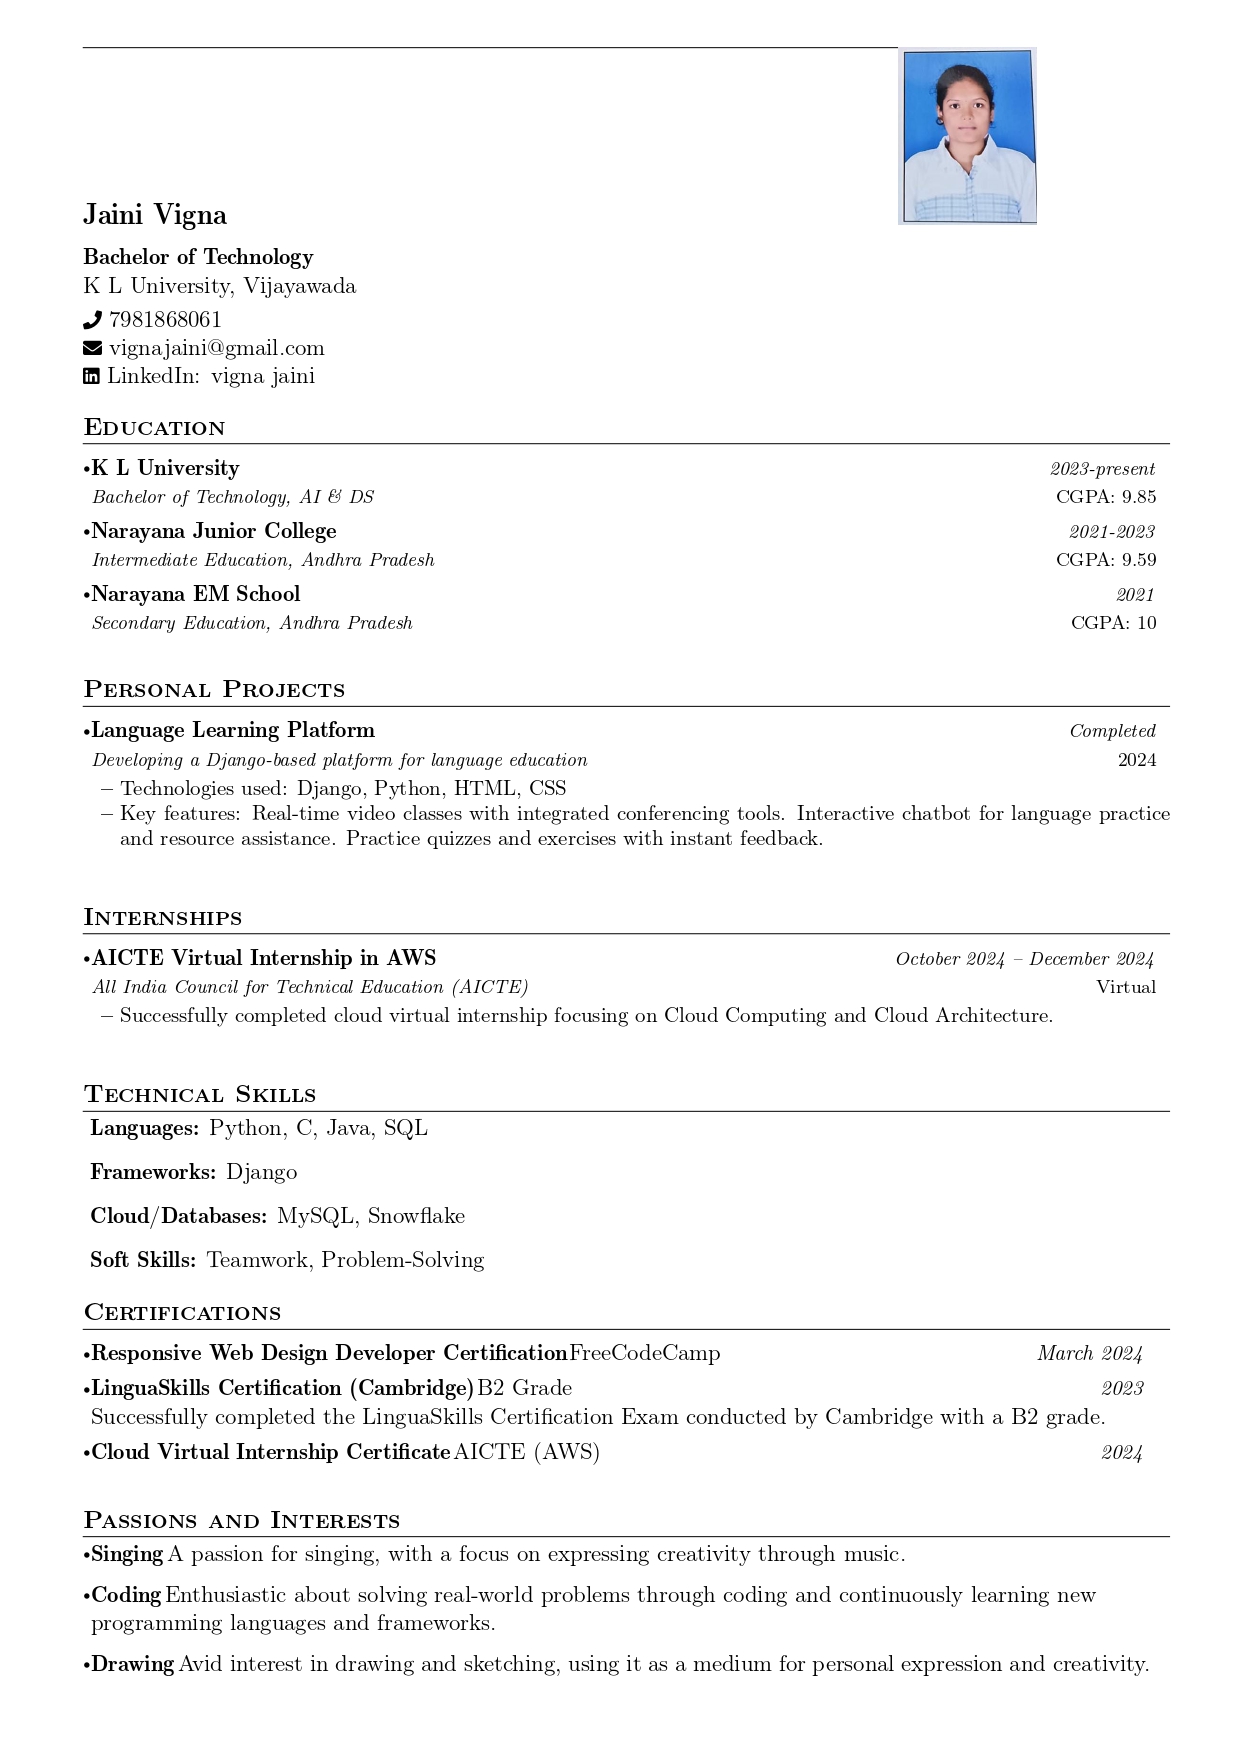 Jaini Vigna
Bachelor of Technology
K L University, Vijayawada
7981868061
vignajaini@gmail.com
LinkedIn: vigna jaini
Education
•K L University 2023-present
Bachelor of Technology, AI & DS CGPA: 9.85
•Narayana Junior College 2021-2023
Intermediate Education, Andhra Pradesh CGPA: 9.59
•Narayana EM School 2021
Secondary Education, Andhra Pradesh CGPA: 10
Personal Projects
•Language Learning Platform Completed
Developing a Django-based platform for language education 2024
– Technologies used: Django, Python, HTML, CSS
– Key features: Real-time video classes with integrated conferencing tools. Interactive chatbot for language practice
and resource assistance. Practice quizzes and exercises with instant feedback.
Internships
•AICTE Virtual Internship in AWS October 2024 – December 2024
All India Council for Technical Education (AICTE) Virtual
– Successfully completed cloud virtual internship focusing on Cloud Computing and Cloud Architecture.
Technical Skills
Languages: Python, C, Java, SQL
Frameworks: Django
Cloud/Databases: MySQL, Snowflake
Soft Skills: Teamwork, Problem-Solving
Certifications
•Responsive Web Design Developer Certification FreeCodeCamp March 2024
•LinguaSkills Certification (Cambridge) B2 Grade 2023
Successfully completed the LinguaSkills Certification Exam conducted by Cambridge with a B2 grade.
•Cloud Virtual Internship Certificate AICTE (AWS) 2024
Passions and Interests
•Singing A passion for singing, with a focus on expressing creativity through music.
•Coding Enthusiastic about solving real-world problems through coding and continuously learning new
programming languages and frameworks.
•Drawing Avid interest in drawing and sketching, using it as a medium for personal expression and creativity.